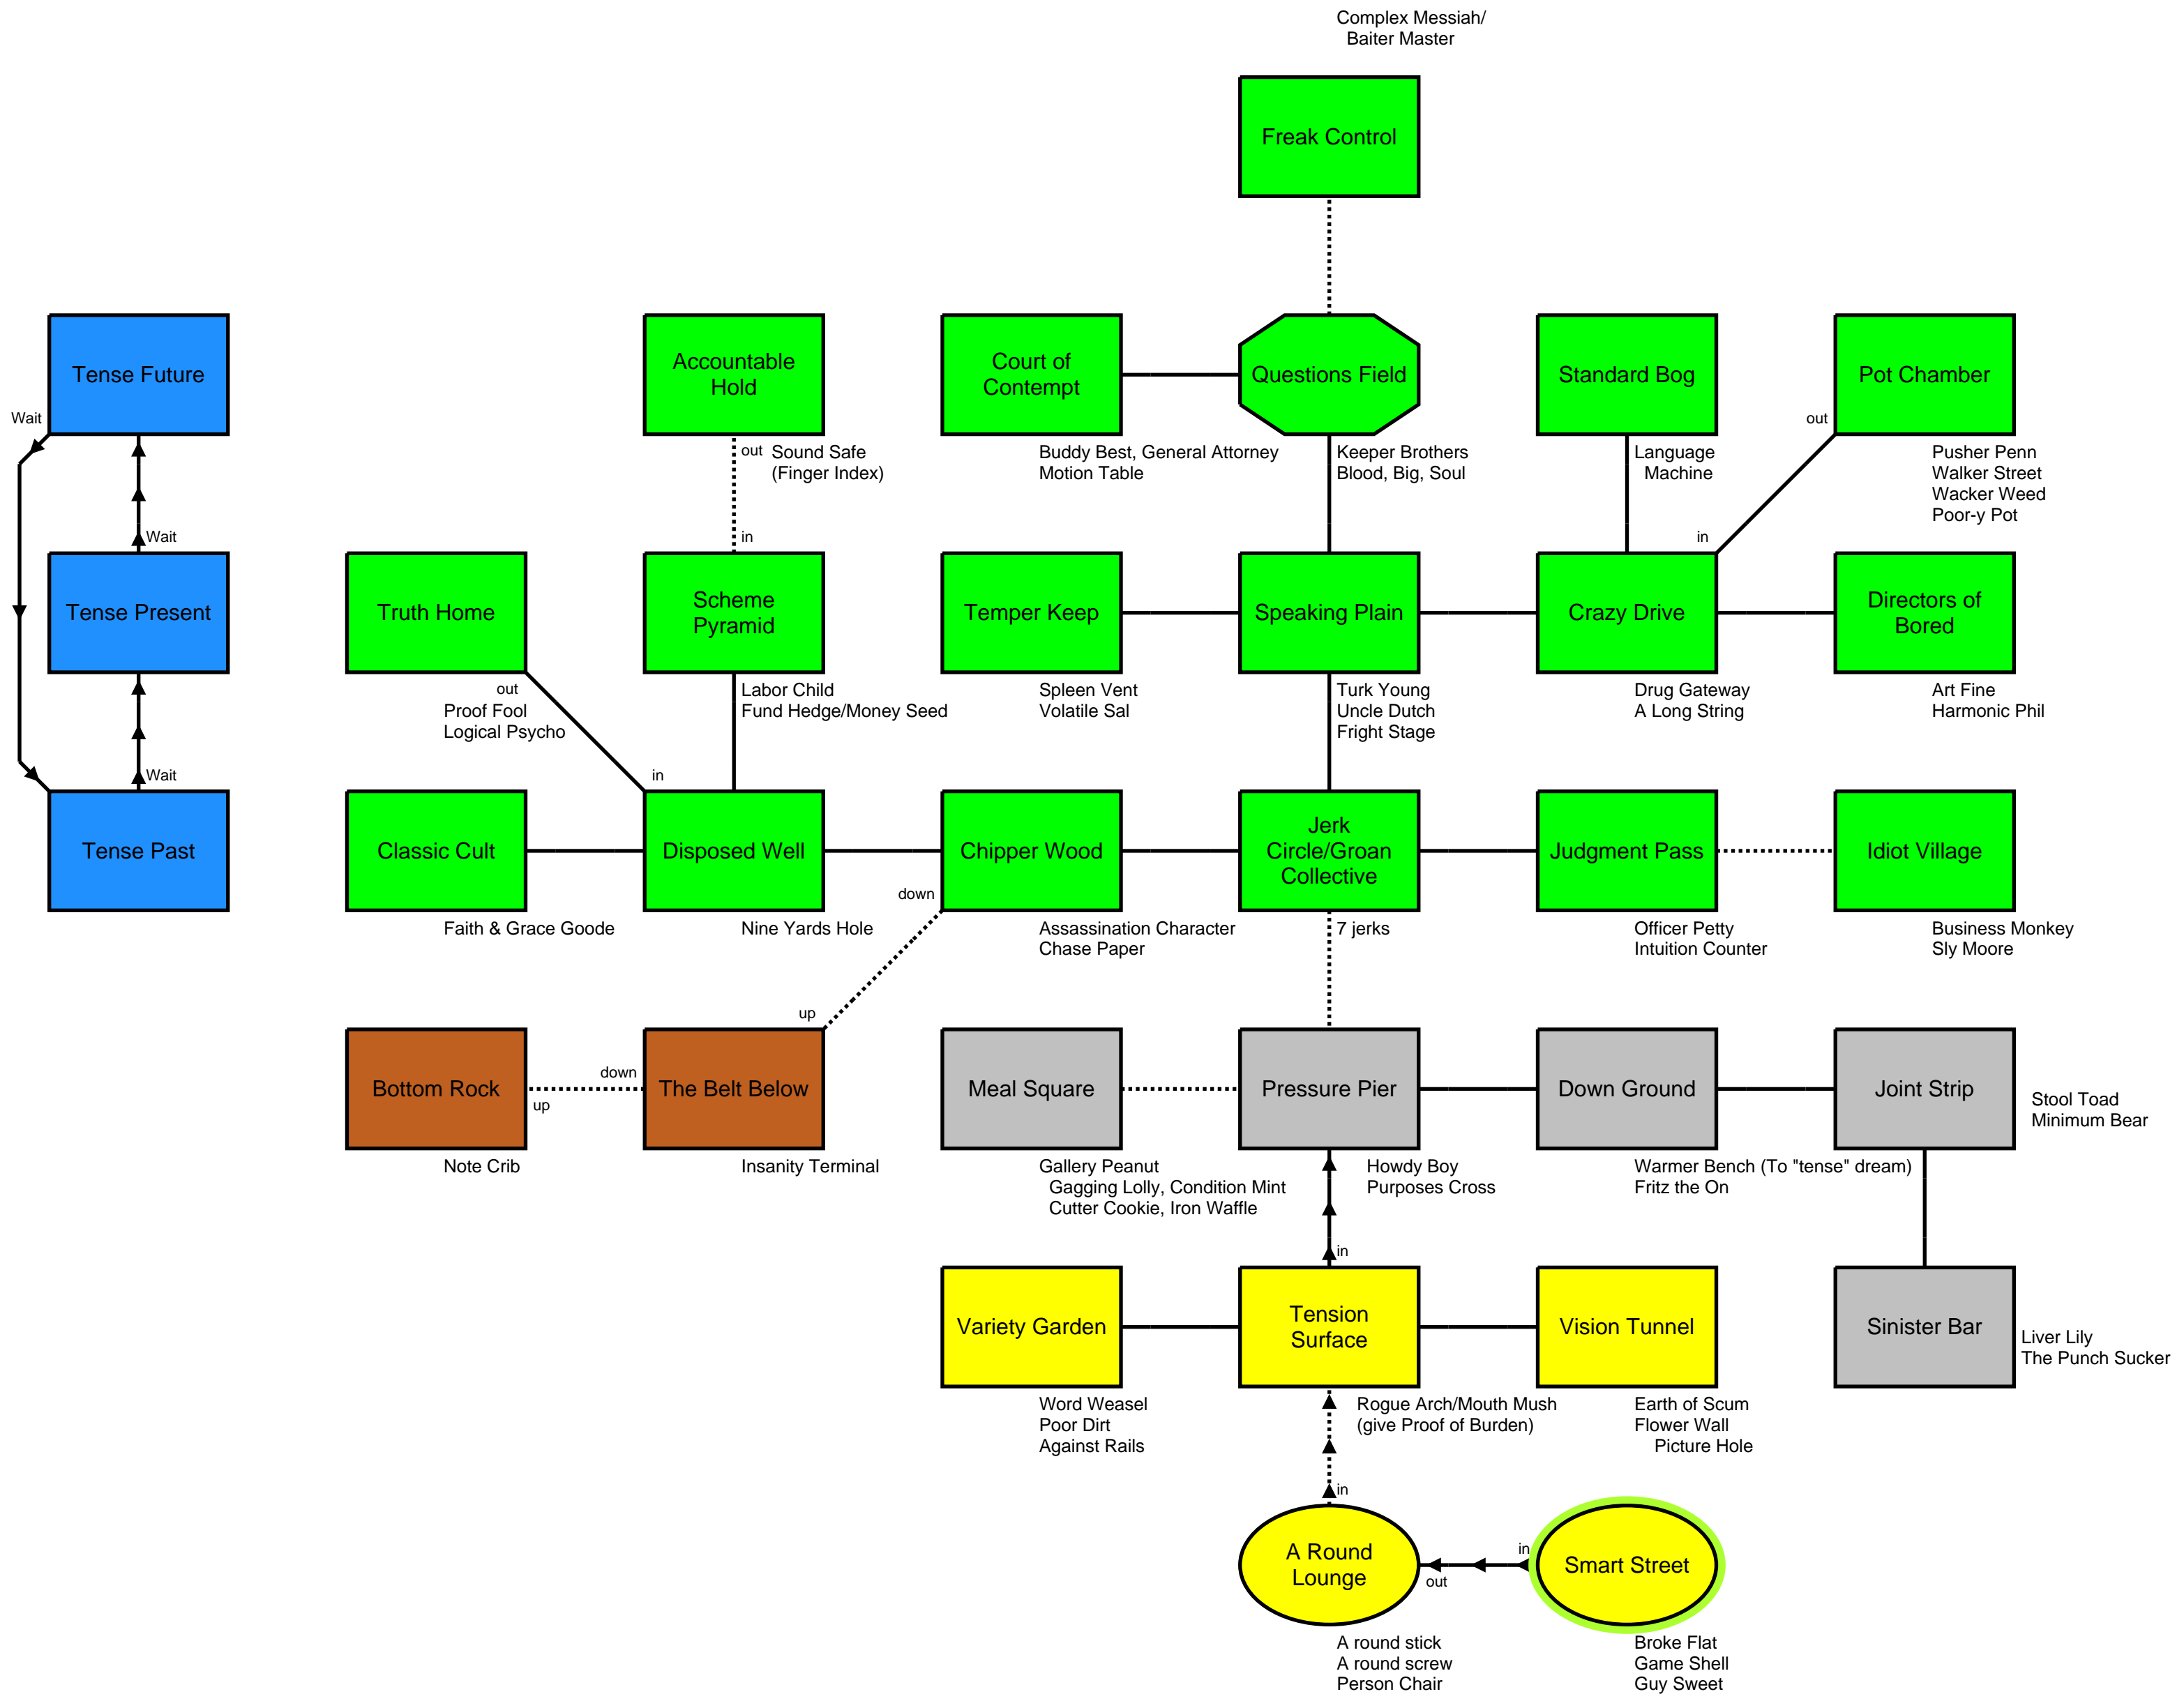 Complex Messiah/
Baiter Master
Freak Control
Tense Future
Accountable
Hold
Court of
Contempt
Questions Field
Standard Bog
Pot Chamber
Wait
out
out
Sound Safe
(Finger Index)
Buddy Best, General Attorney
Motion Table
Keeper Brothers
Blood, Big, Soul
Language
Machine
Pusher Penn
Walker Street
Wacker Weed
Poor-y Pot
Wait
in
in
Tense Present
Truth Home
Scheme
Pyramid
Temper Keep
Speaking Plain
Crazy Drive
Directors of
Bored
out
Proof Fool
Logical Psycho
Labor Child
Fund Hedge/Money Seed
Spleen Vent
Volatile Sal
Turk Young
Uncle Dutch
Fright Stage
Drug Gateway
A Long String
Art Fine
Harmonic Phil
Wait
in
Tense Past
Classic Cult
Disposed Well
Chipper Wood
Jerk
Circle/Groan
Collective
Judgment Pass
Idiot Village
down
Faith & Grace Goode
Nine Yards Hole
Assassination Character
Chase Paper
7 jerks
Officer Petty
Intuition Counter
Business Monkey
Sly Moore
up
Bottom Rock
down
up
The Belt Below
Meal Square
Pressure Pier
Down Ground
Joint Strip
Stool Toad
Minimum Bear
Note Crib
Insanity Terminal
Gallery Peanut
Gagging Lolly, Condition Mint
Cutter Cookie, Iron Waffle
Howdy Boy
Purposes Cross
Warmer Bench (To "tense" dream)
Fritz the On
in
Variety Garden
Tension
Surface
Vision Tunnel
Sinister Bar
Liver Lily
The Punch Sucker
Word Weasel
Poor Dirt
Against Rails
Rogue Arch/Mouth Mush
(give Proof of Burden)
Earth of Scum
Flower Wall
Picture Hole
in
A Round
Lounge
in
out
Smart Street
A round stick
A round screw
Person Chair
Broke Flat
Game Shell
Guy Sweet